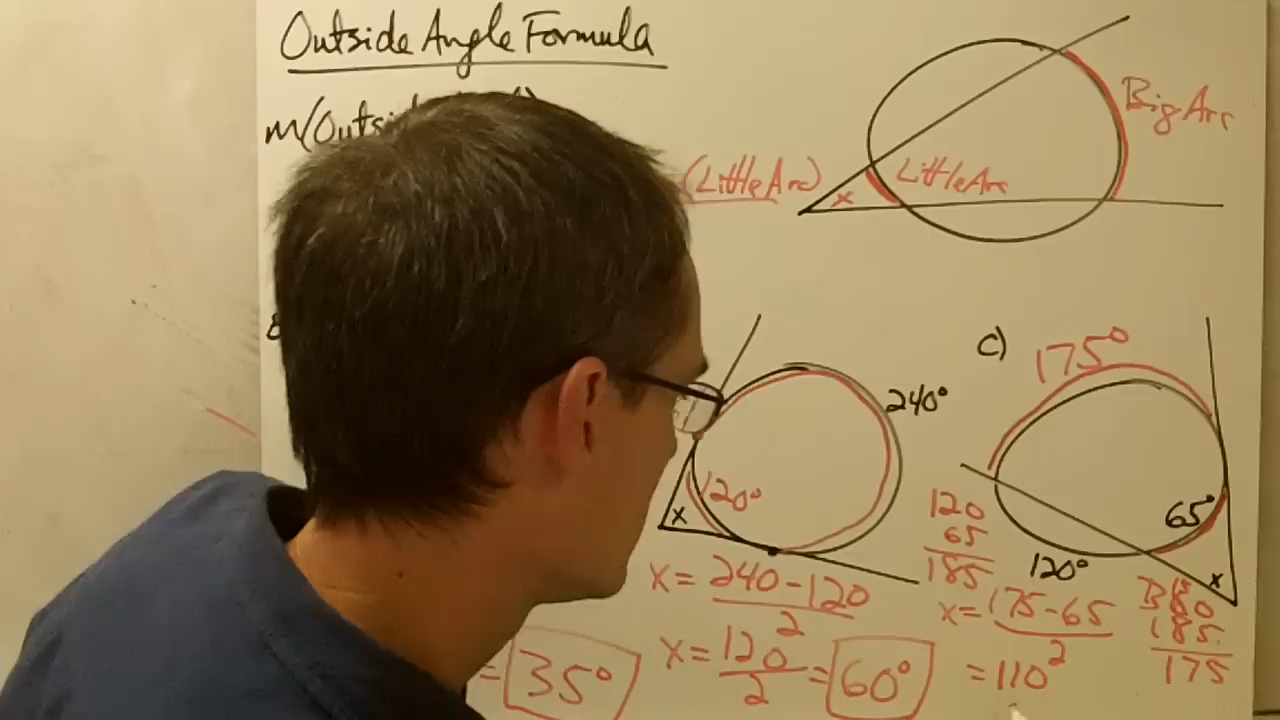 Outside Angle Formula
m(Outsi
(Little Arc)
x
Little Arc
Big Arc
240°
120°
x
x = 240-120
2
x = 120
2
= 60°
= 35°
c)
175°
65°
120°
x
120
65
185
x = 175-65
2
= 110
185
175